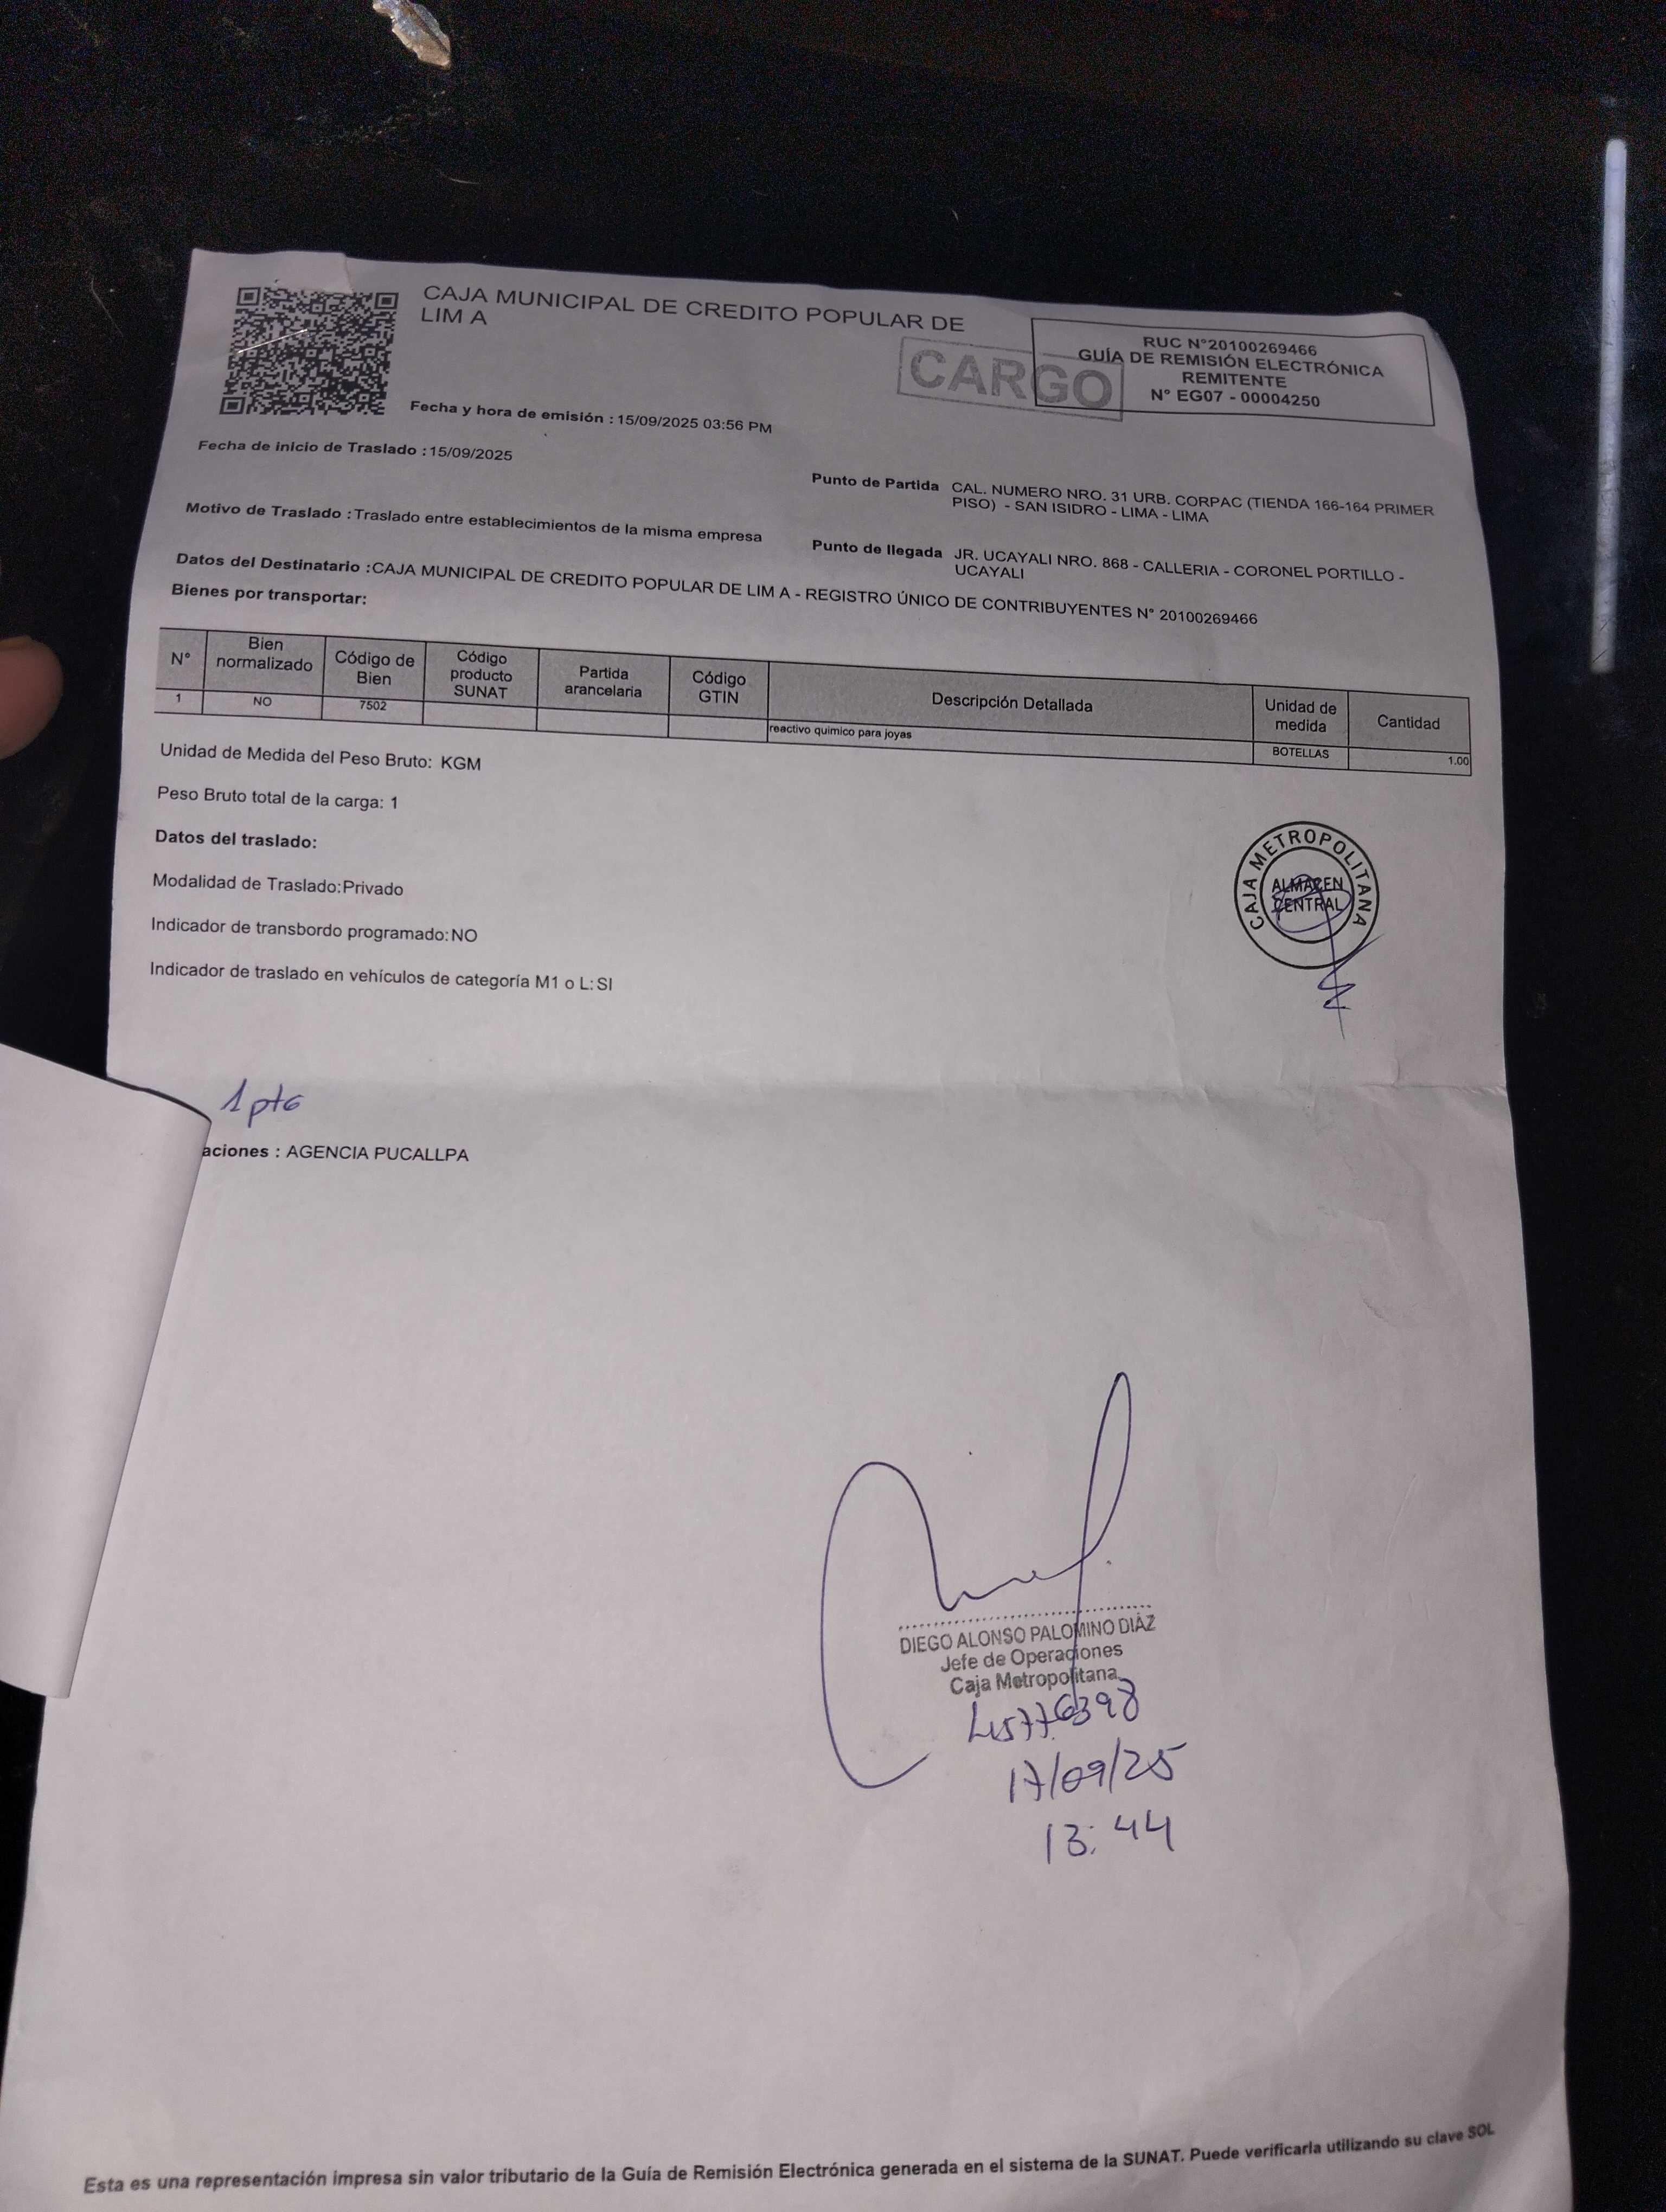 CAJA MUNICIPAL DE CREDITO POPULAR DE
LIM A
CARGO
RUC N°20100269466
GUÍA DE REMISIÓN ELECTRÓNICA
REMITENTE
N° EG07 - 00004250
Fecha y hora de emisión : 15/09/2025 03:56 PM
Fecha de inicio de Traslado : 15/09/2025
Punto de Partida CAL. NUMERO NRO. 31 URB. CORPAC (TIENDA 166-164 PRIMER
PISO) - SAN ISIDRO - LIMA - LIMA
Motivo de Traslado : Traslado entre establecimientos de la misma empresa
Punto de llegada JR. UCAYALI NRO. 868 - CALLERIA - CORONEL PORTILLO -
UCAYALI
Datos del Destinatario : CAJA MUNICIPAL DE CREDITO POPULAR DE LIM A - REGISTRO ÚNICO DE CONTRIBUYENTES N° 20100269466
Bienes por transportar:
N° Bien normalizado Código de Bien Código producto SUNAT Partida arancelaria Código GTIN Descripción Detallada Unidad de medida Cantidad
1 NO 7502 reactivo quimico para joyas BOTELLAS 1.00
Unidad de Medida del Peso Bruto: KGM
Peso Bruto total de la carga: 1
Datos del traslado:
Modalidad de Traslado: Privado
Indicador de transbordo programado: NO
Indicador de traslado en vehículos de categoría M1 o L: SI
CAJA METROPOLITANA
ALMACEN
CENTRAL
1 pto
aciones : AGENCIA PUCALLPA
DIEGO ALONSO PALOMINO DIÁZ
Jefe de Operaciones
Caja Metropolitana
45776398
17/09/25
13:44
Esta es una representación impresa sin valor tributario de la Guía de Remisión Electrónica generada en el sistema de la SUNAT. Puede verificarla utilizando su clave SOL